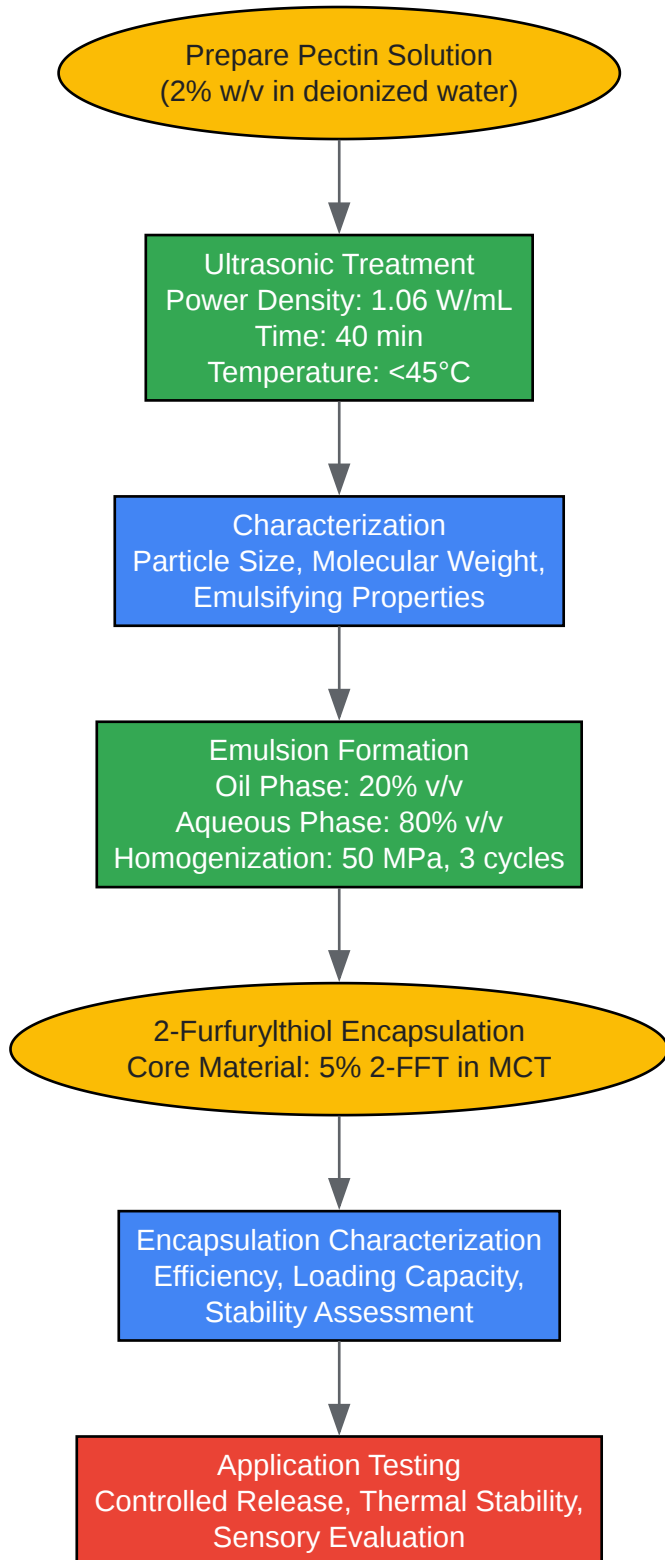 Prepare Pectin Solution
(2% w/v in deionized water)
Ultrasonic Treatment
Power Density: 1.06 W/mL
Time: 40 min
Temperature: <45°C
Characterization
Particle Size, Molecular Weight,
Emulsifying Properties
Emulsion Formation
Oil Phase: 20% v/v
Aqueous Phase: 80% v/v
Homogenization: 50 MPa, 3 cycles
2-Furfurylthiol Encapsulation
Core Material: 5% 2-FFT in MCT
Encapsulation Characterization
Efficiency, Loading Capacity,
Stability Assessment
Application Testing
Controlled Release, Thermal Stability,
Sensory Evaluation